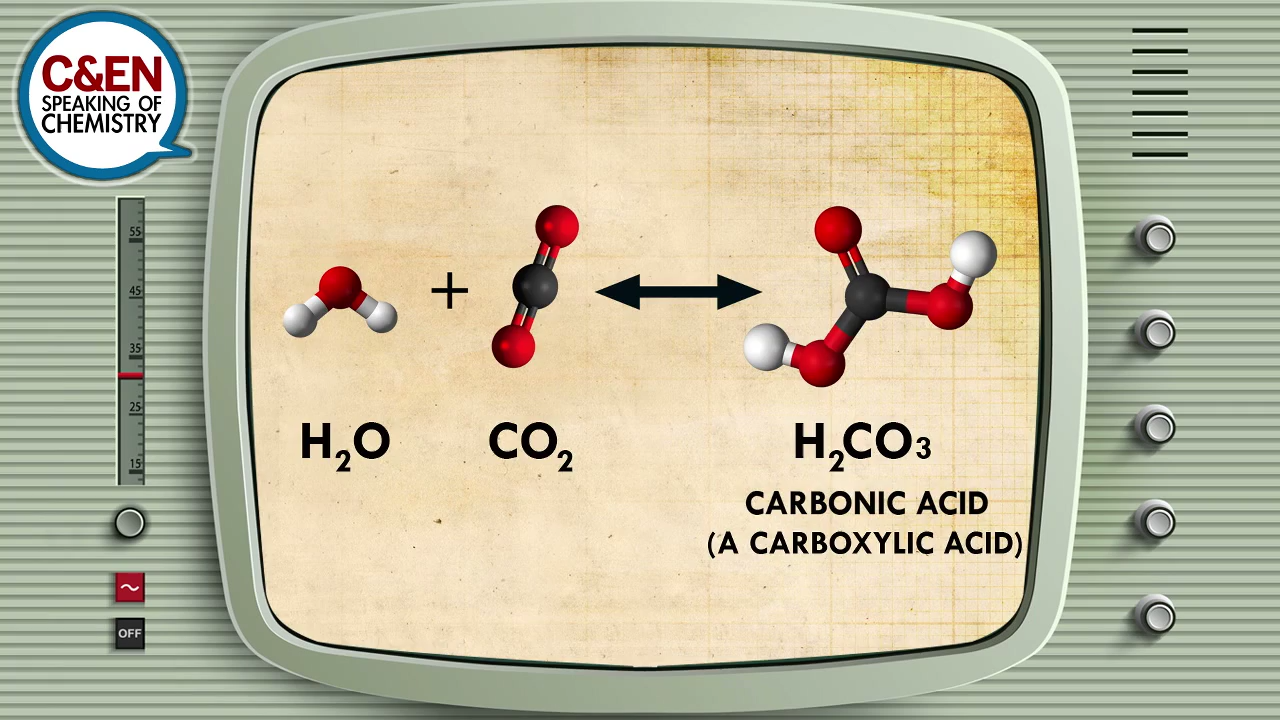 C&EN
SPEAKING OF
CHEMISTRY
55
45
35
25
15
OFF
+
H₂O
CO₂
H₂CO₃
CARBONIC ACID
(A CARBOXYLIC ACID)